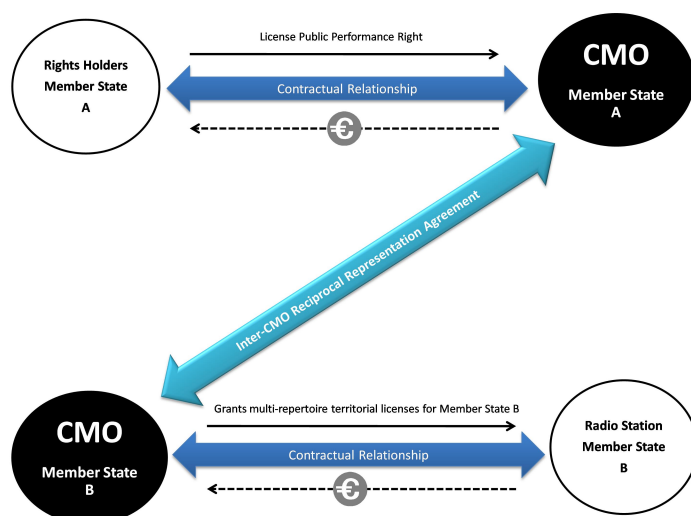 License Public Performance Right
Rights Holders
Member State
A
Contractual Relationship
€
CMO
Member State
A
Inter-CMO Reciprocal Representation Agreement
CMO
Member State
B
Grants multi-repertoire territorial licenses for Member State B
Contractual Relationship
€
Radio Station
Member State
B